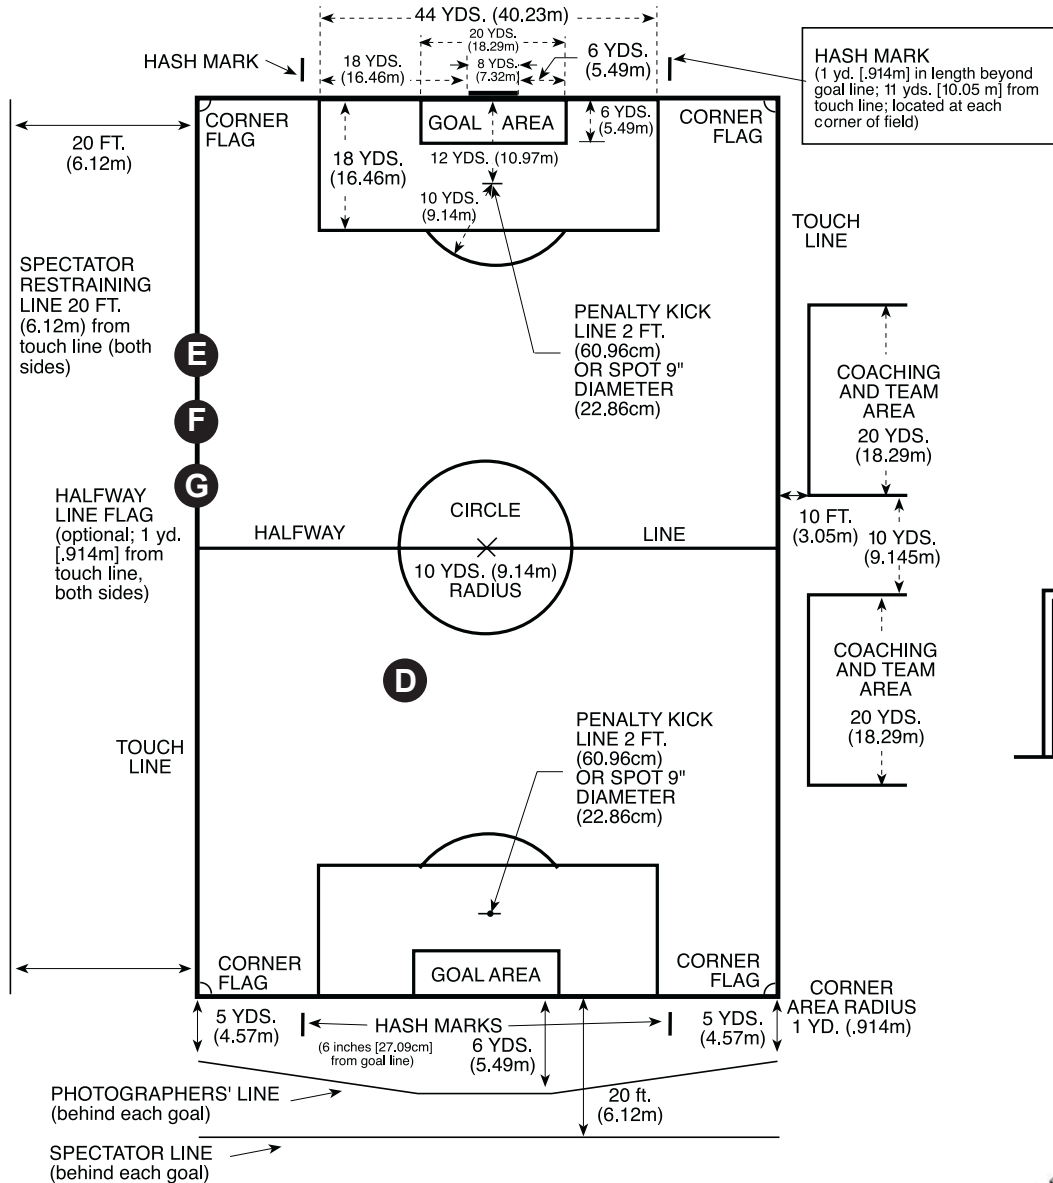 44 YDS. (40.23m)
20 YDS.
(18.29m)
HASH MARK
18 YDS.
(16.46m)
8 YDS.
(7.32m)
6 YDS.
(5.49m)
HASH MARK
(1 yd. [.914m] in length beyond
goal line; 11 yds. [10.05 m] from
touch line; located at each
corner of field)
CORNER
FLAG
GOAL AREA
6 YDS.
(5.49m)
CORNER
FLAG
20 FT.
(6.12m)
18 YDS.
(16.46m)
12 YDS. (10.97m)
10 YDS.
(9.14m)
TOUCH
LINE
SPECTATOR
RESTRAINING
LINE 20 FT.
(6.12m) from
touch line (both
sides)
PENALTY KICK
LINE 2 FT.
(60.96cm)
OR SPOT 9"
DIAMETER
(22.86cm)
E
F
G
COACHING
AND TEAM
AREA
20 YDS.
(18.29m)
HALFWAY
LINE FLAG
(optional; 1 yd.
[.914m] from
touch line,
both sides)
CIRCLE
HALFWAY LINE
10 YDS. (9.14m)
RADIUS
10 FT.
(3.05m)
10 YDS.
(9.145m)
D
COACHING
AND TEAM
AREA
20 YDS.
(18.29m)
TOUCH
LINE
PENALTY KICK
LINE 2 FT.
(60.96cm)
OR SPOT 9"
DIAMETER
(22.86cm)
CORNER
FLAG
GOAL AREA
CORNER
FLAG
CORNER
AREA RADIUS
1 YD. (.914m)
5 YDS.
(4.57m)
HASH MARKS
(6 inches [27.09cm]
from goal line)
6 YDS.
(5.49m)
5 YDS.
(4.57m)
PHOTOGRAPHERS' LINE
(behind each goal)
20 ft.
(6.12m)
SPECTATOR LINE
(behind each goal)